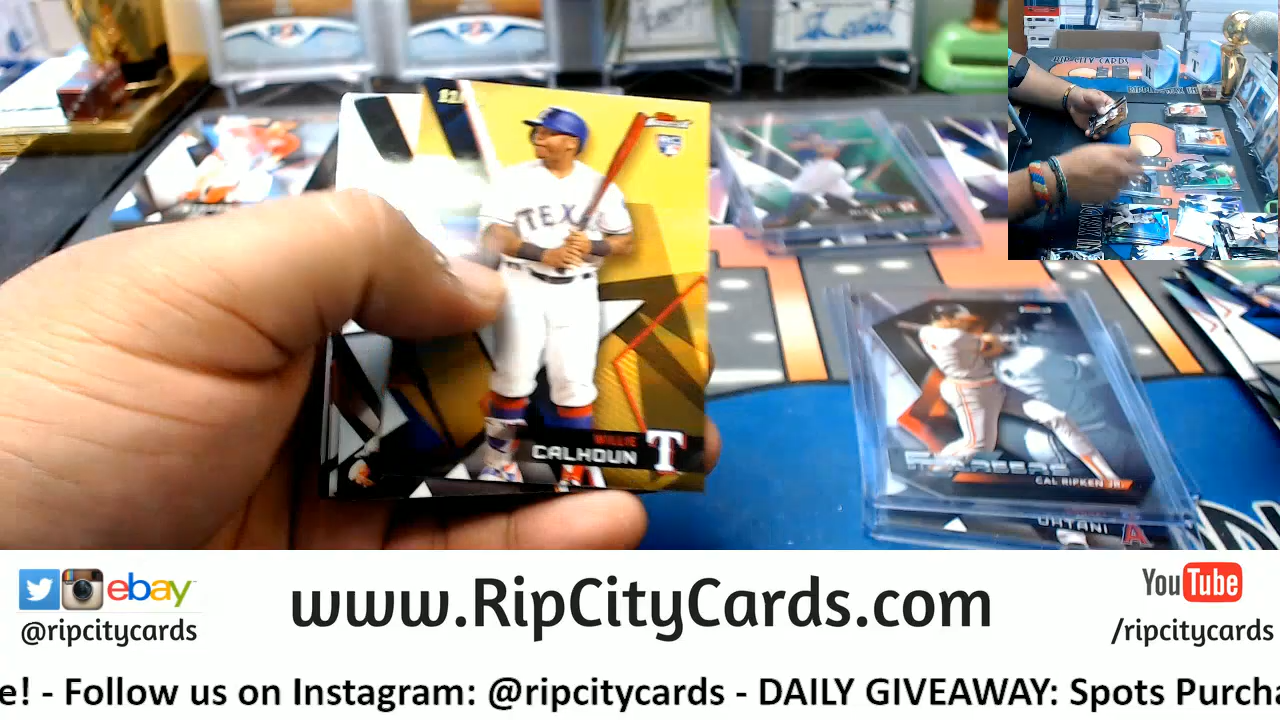 TEXAS
WILLIE
CALHOUN
T
CAL RIPKEN JR
OHTANI
A
RIP CITY CARDS
ebay
@ripcitycards
www.RipCityCards.com
YouTube
/ripcitycards
e! - Follow us on Instagram: @ripcitycards - DAILY GIVEAWAY: Spots Purcha